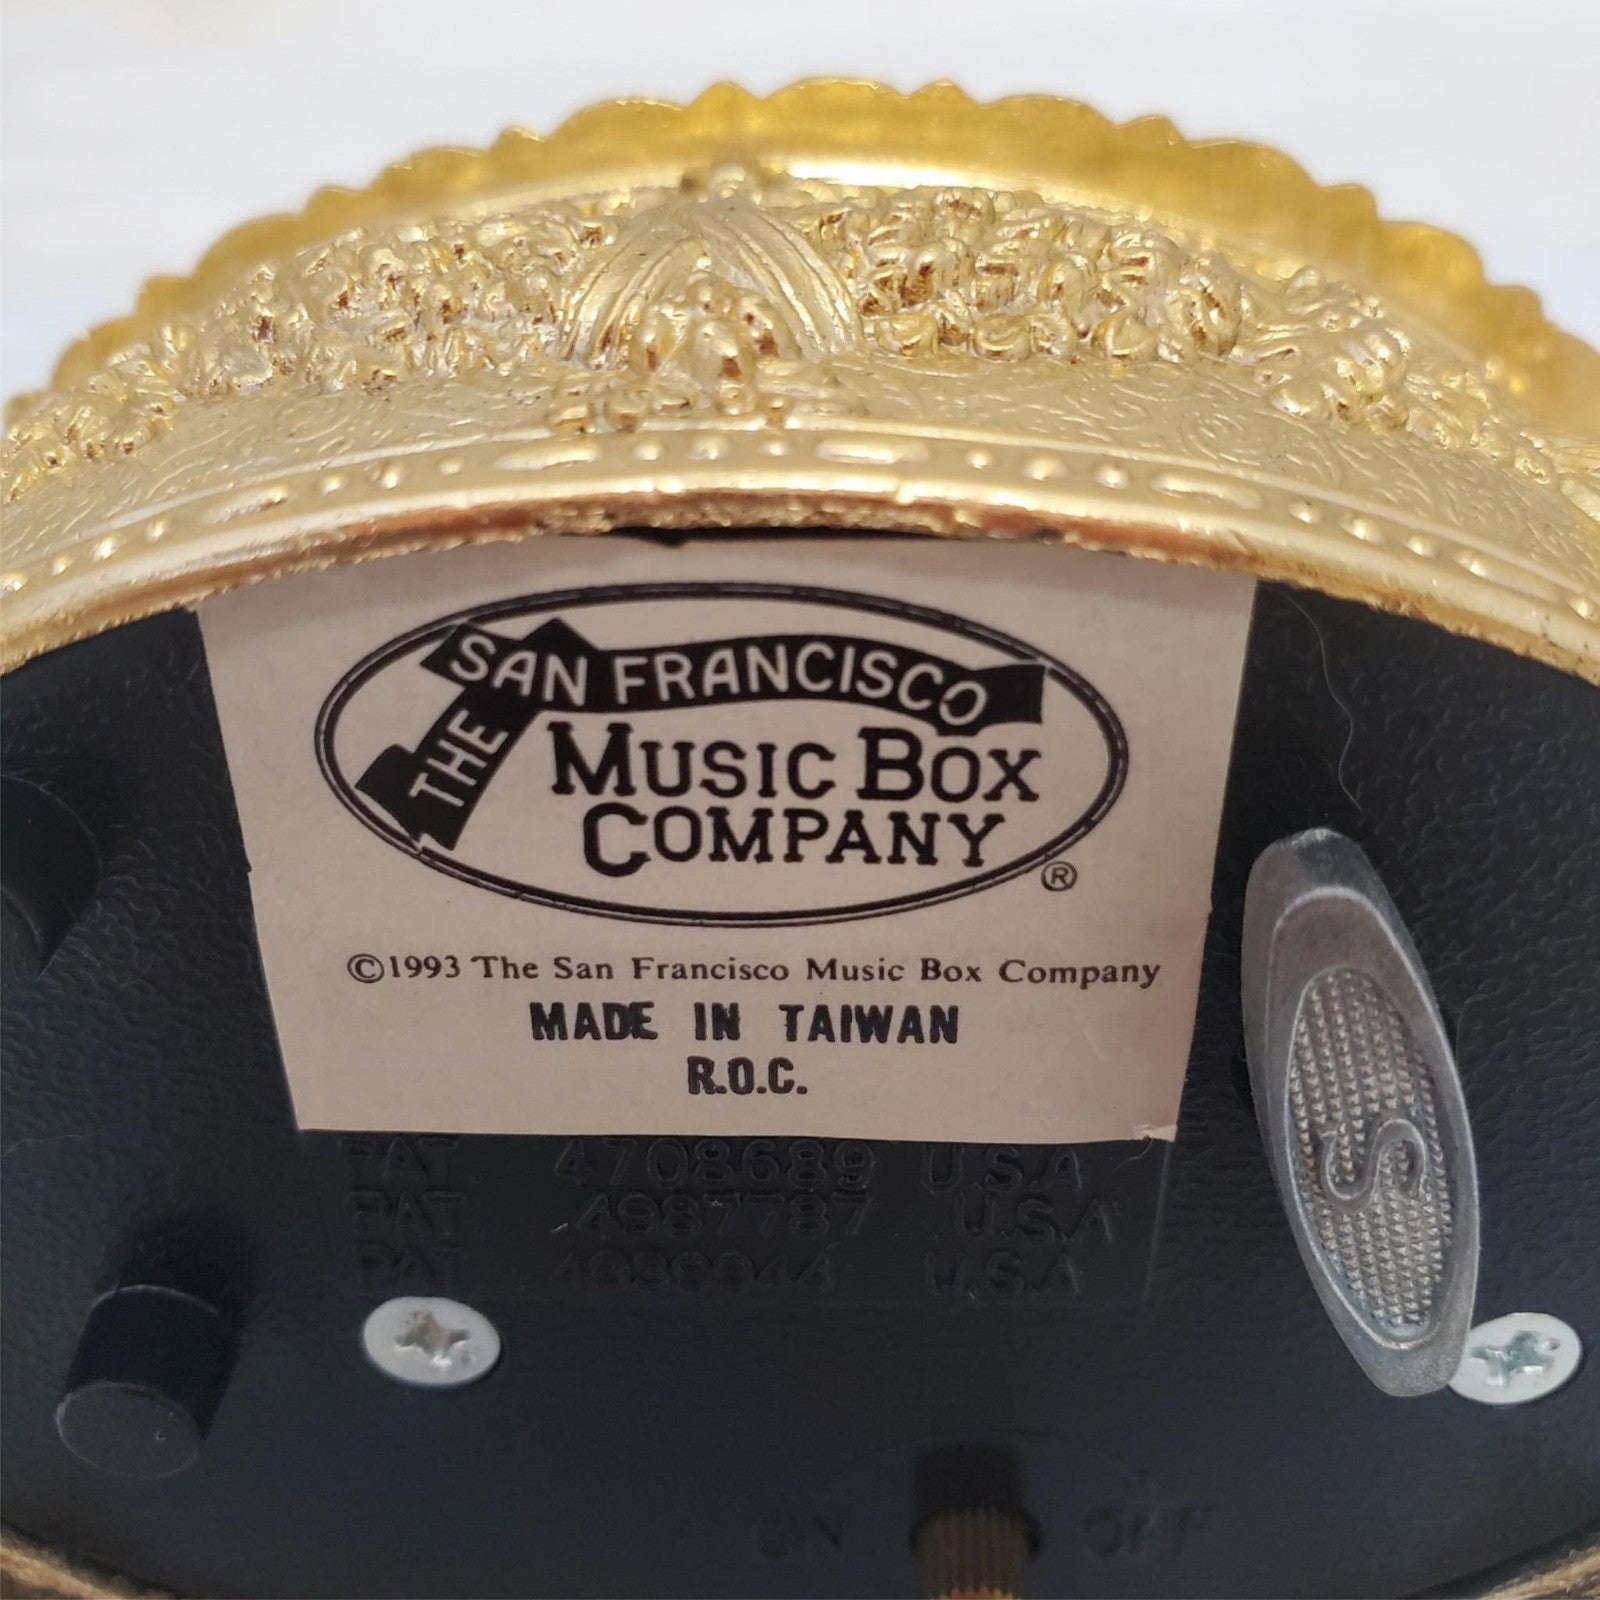 THE SAN FRANCISCO
MUSIC BOX
COMPANY
®
©1993 The San Francisco Music Box Company
MADE IN TAIWAN
R.O.C.
PAT. 4708689 U.S.A
PAT. 4987787 U.S.A
PAT U.S.A
S
ON OFF